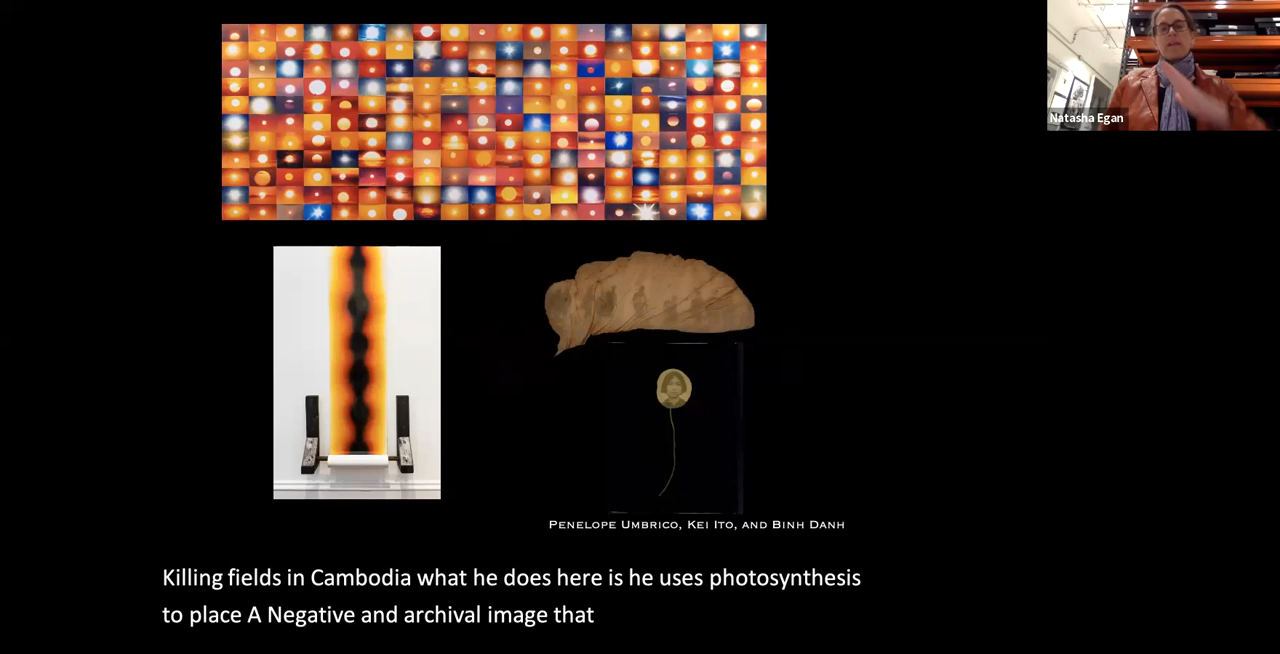 Natasha Egan
Penelope Umbrico, Kei Ito, and Binh Danh
Killing fields in Cambodia what he does here is he uses photosynthesis
to place A Negative and archival image that